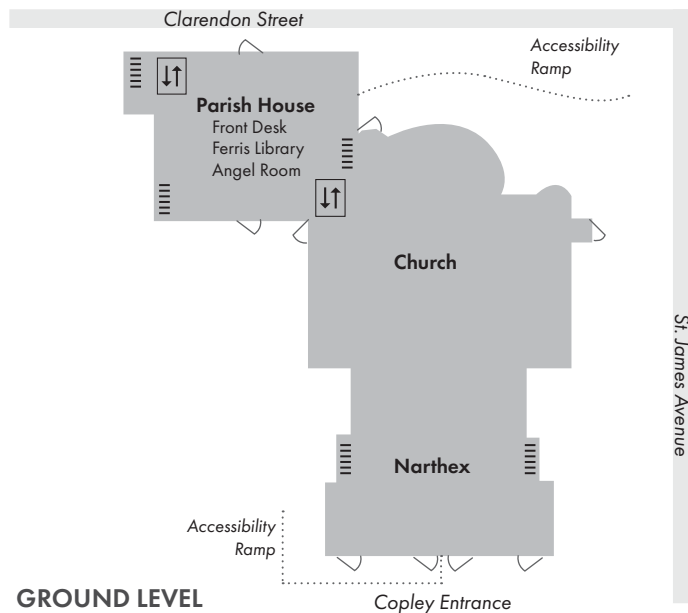 Clarendon Street
Accessibility
Ramp
Parish House
Front Desk
Ferris Library
Angel Room
Church
St. James Avenue
Narthex
Accessibility
Ramp
GROUND LEVEL
Copley Entrance